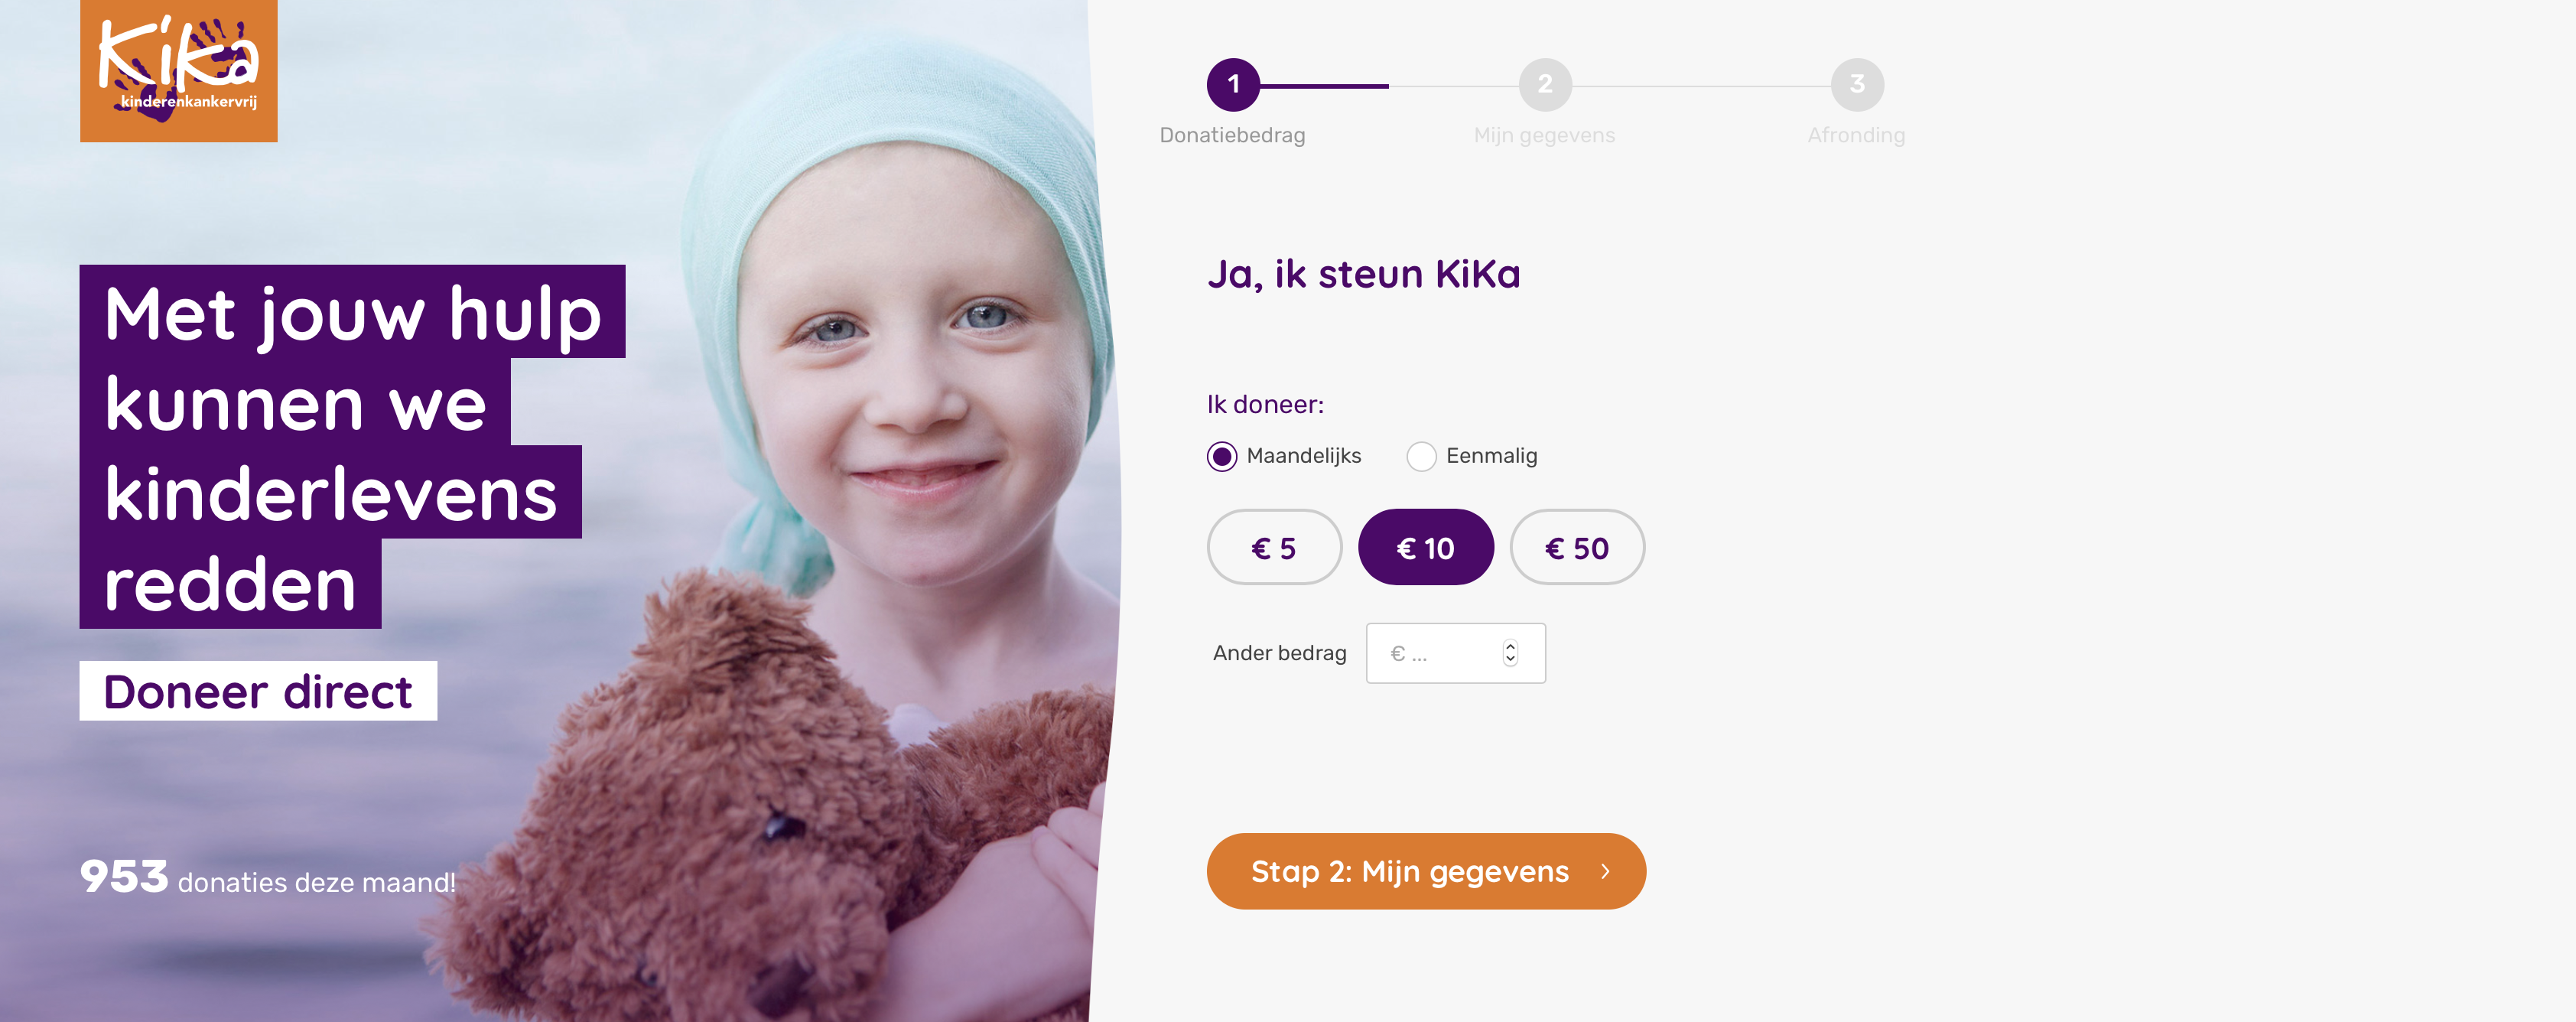 KiKa
kinderenkankervrij
Met jouw hulp
kunnen we
kinderlevens
redden
Doneer direct
953 donaties deze maand!
1
2
3
Donatiebedrag
Mijn gegevens
Afronding
Ja, ik steun KiKa
Ik doneer:
Maandelijks
Eenmalig
€ 5
€ 10
€ 50
Ander bedrag
€ ...
Stap 2: Mijn gegevens